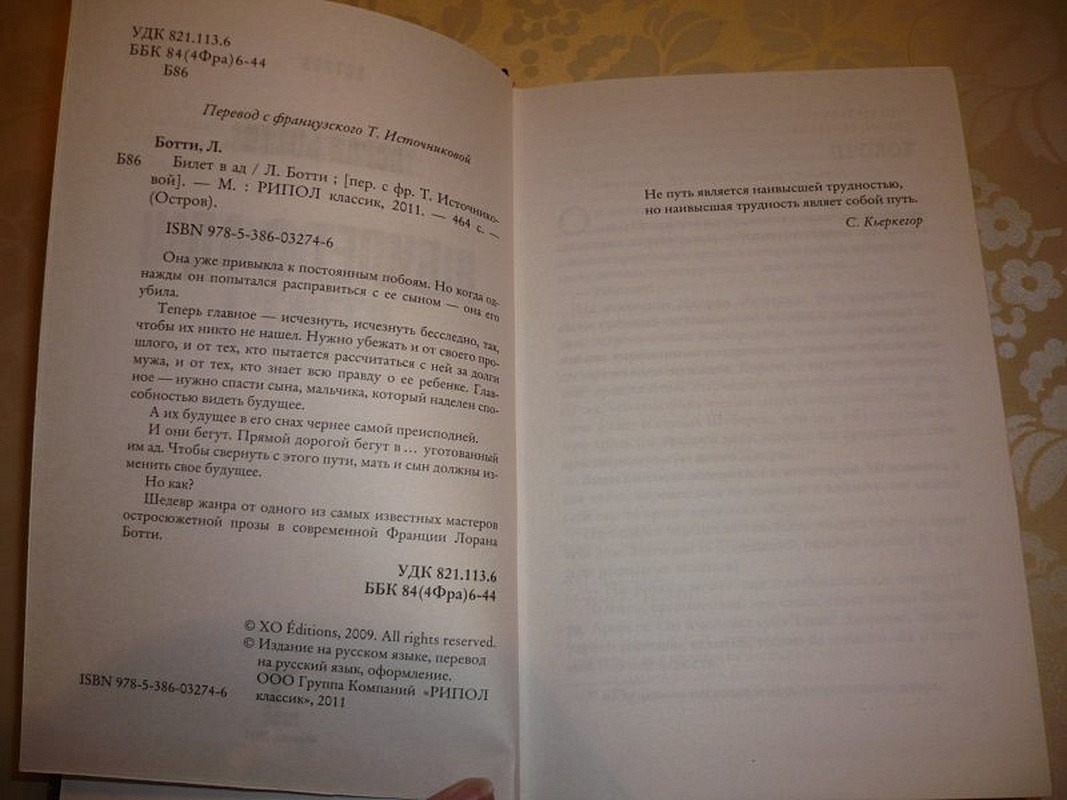 УДК 821.113.6
ББК 84(4Фра)6-44
Б86
Перевод с французского Т. Источниковой
Ботти, Л.
Б86 Билет в ад / Л. Ботти ; [пер. с фр. Т. Источнико-
вой]. — М. : РИПОЛ классик, 2011. — 464 с. —
(Остров).
ISBN 978-5-386-03274-6
Она уже привыкла к постоянным побоям. Но когда од-
нажды он попытался расправиться с ее сыном — она его
убила.
Теперь главное — исчезнуть, исчезнуть бесследно, так,
чтобы их никто не нашел. Нужно убежать и от своего про-
шлого, и от тех, кто пытается рассчитаться с ней за долги
мужа, и от тех, кто знает всю правду о ее ребенке. Глав-
ное — нужно спасти сына, мальчика, который наделен спо-
собностью видеть будущее.
А их будущее в его снах чернее самой преисподней.
И они бегут. Прямой дорогой бегут в ... уготованный
им ад. Чтобы свернуть с этого пути, мать и сын должны из-
менить свое будущее.
Но как?
Шедевр жанра от одного из самых известных мастеров
остросюжетной прозы в современной Франции Лорана
Ботти.
УДК 821.113.6
ББК 84(4Фра)6-44
© XO Éditions, 2009. All rights reserved.
© Издание на русском языке, перевод
на русский язык, оформление.
ООО Группа Компаний «РИПОЛ
классик», 2011
ISBN 978-5-386-03274-6
Не путь является наивысшей трудностью,
но наивысшая трудность являет собой путь.
С. Кьеркегор